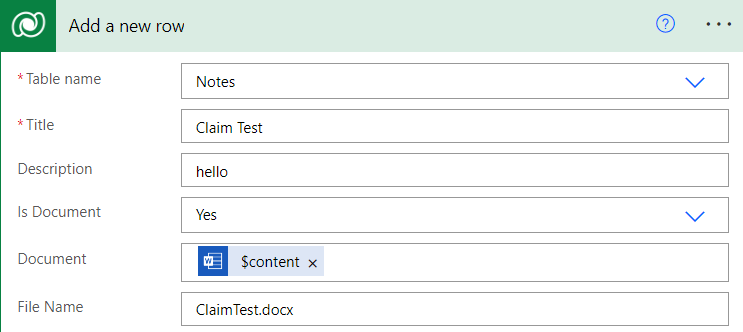 Add a new row
* Table name
Notes
* Title
Claim Test
Description
hello
Is Document
Yes
Document
$content ×
File Name
ClaimTest.docx